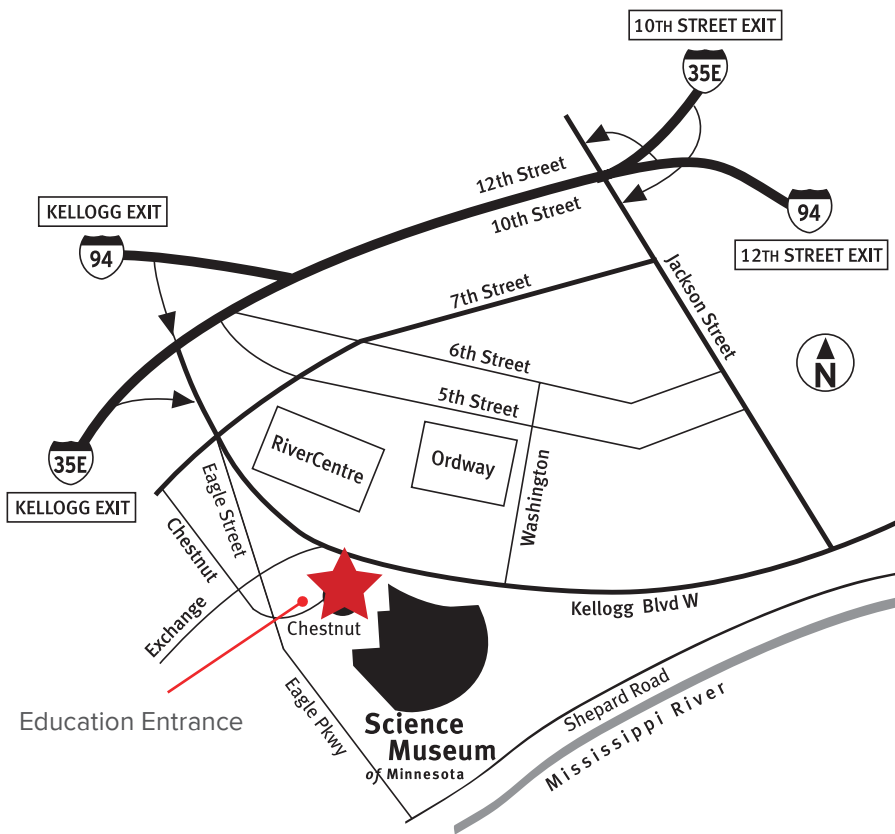 10TH STREET EXIT
35E
12th Street
10th Street
KELLOGG EXIT
94
94
12TH STREET EXIT
Jackson Street
7th Street
6th Street
5th Street
N
RiverCentre
Ordway
Washington
35E
KELLOGG EXIT
Eagle Street
Chestnut
Exchange
Chestnut
Kellogg Blvd W
Education Entrance
Eagle Pkwy
Science
Museum
of Minnesota
Shepard Road
Mississippi River